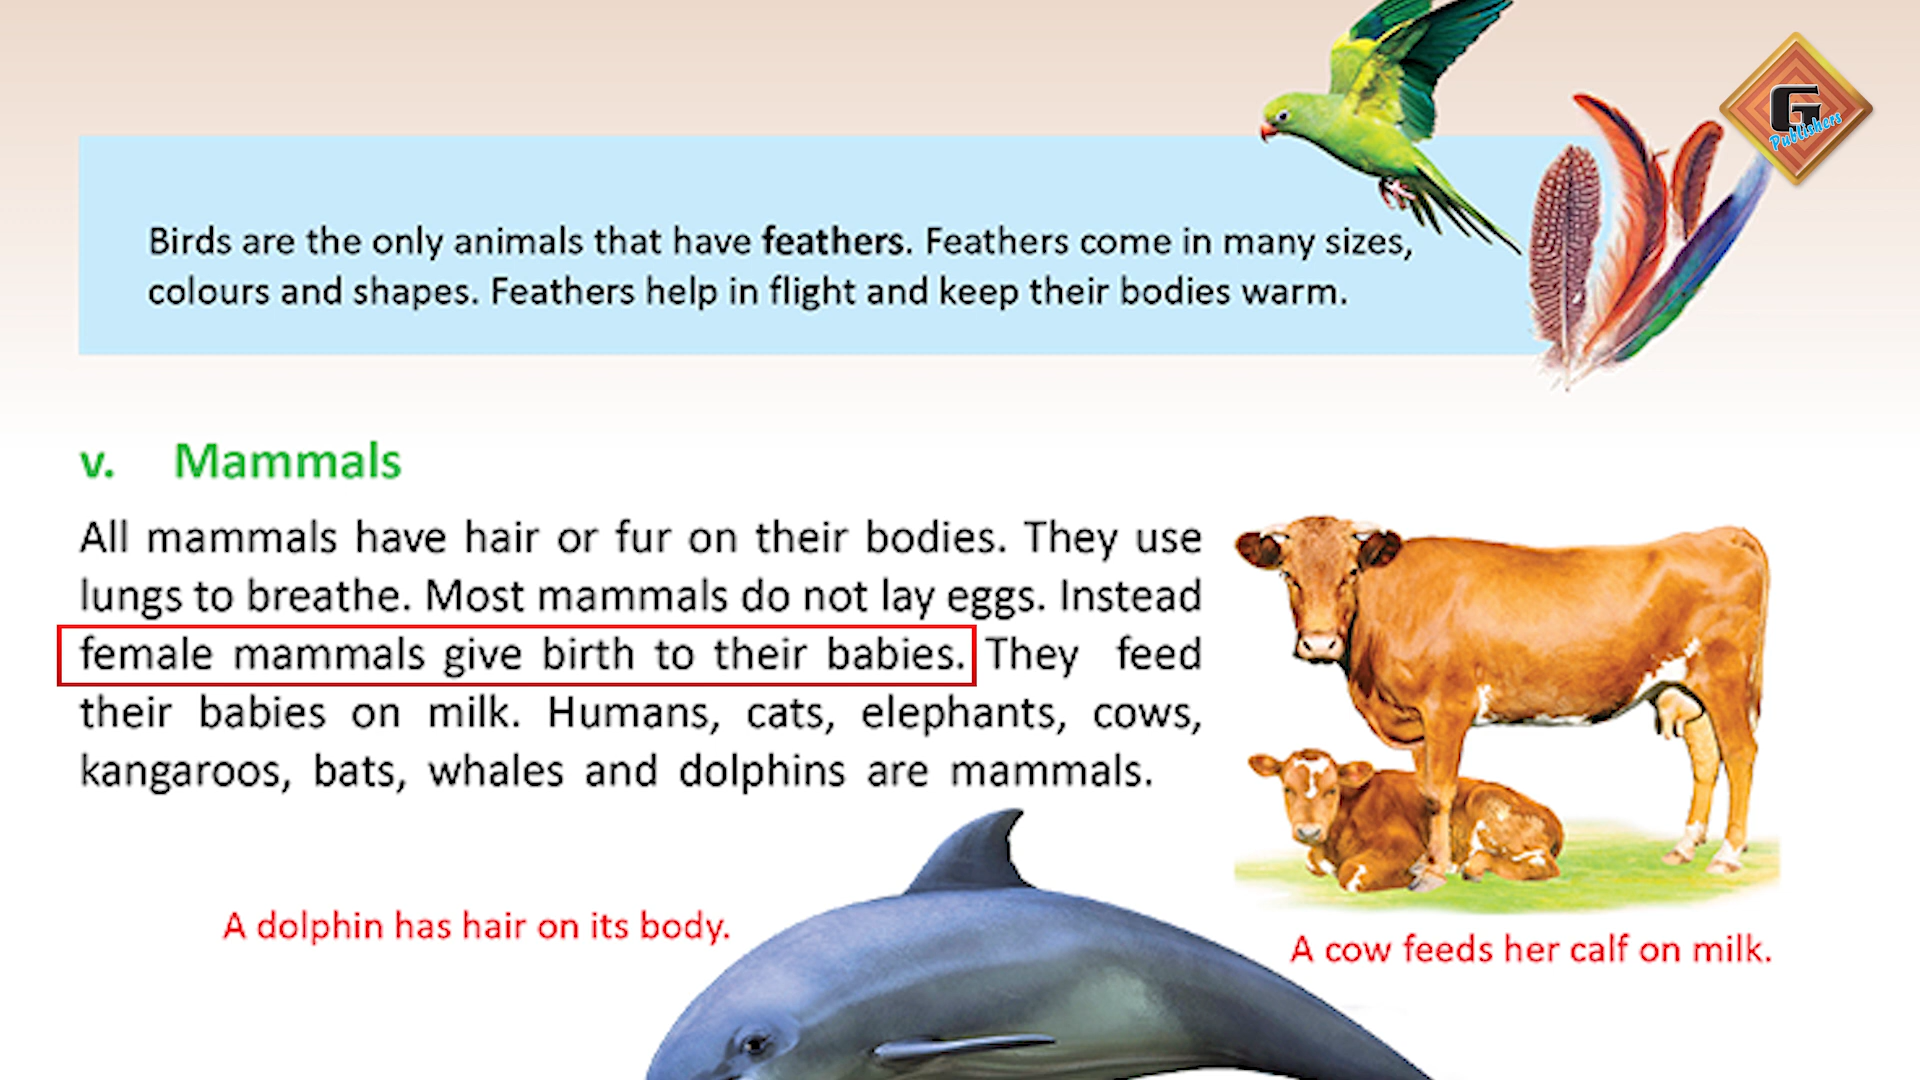 G
Publishers
Birds are the only animals that have feathers. Feathers come in many sizes,
colours and shapes. Feathers help in flight and keep their bodies warm.
v. Mammals
All mammals have hair or fur on their bodies. They use
lungs to breathe. Most mammals do not lay eggs. Instead
female mammals give birth to their babies. They feed
their babies on milk. Humans, cats, elephants, cows,
kangaroos, bats, whales and dolphins are mammals.
A dolphin has hair on its body.
A cow feeds her calf on milk.